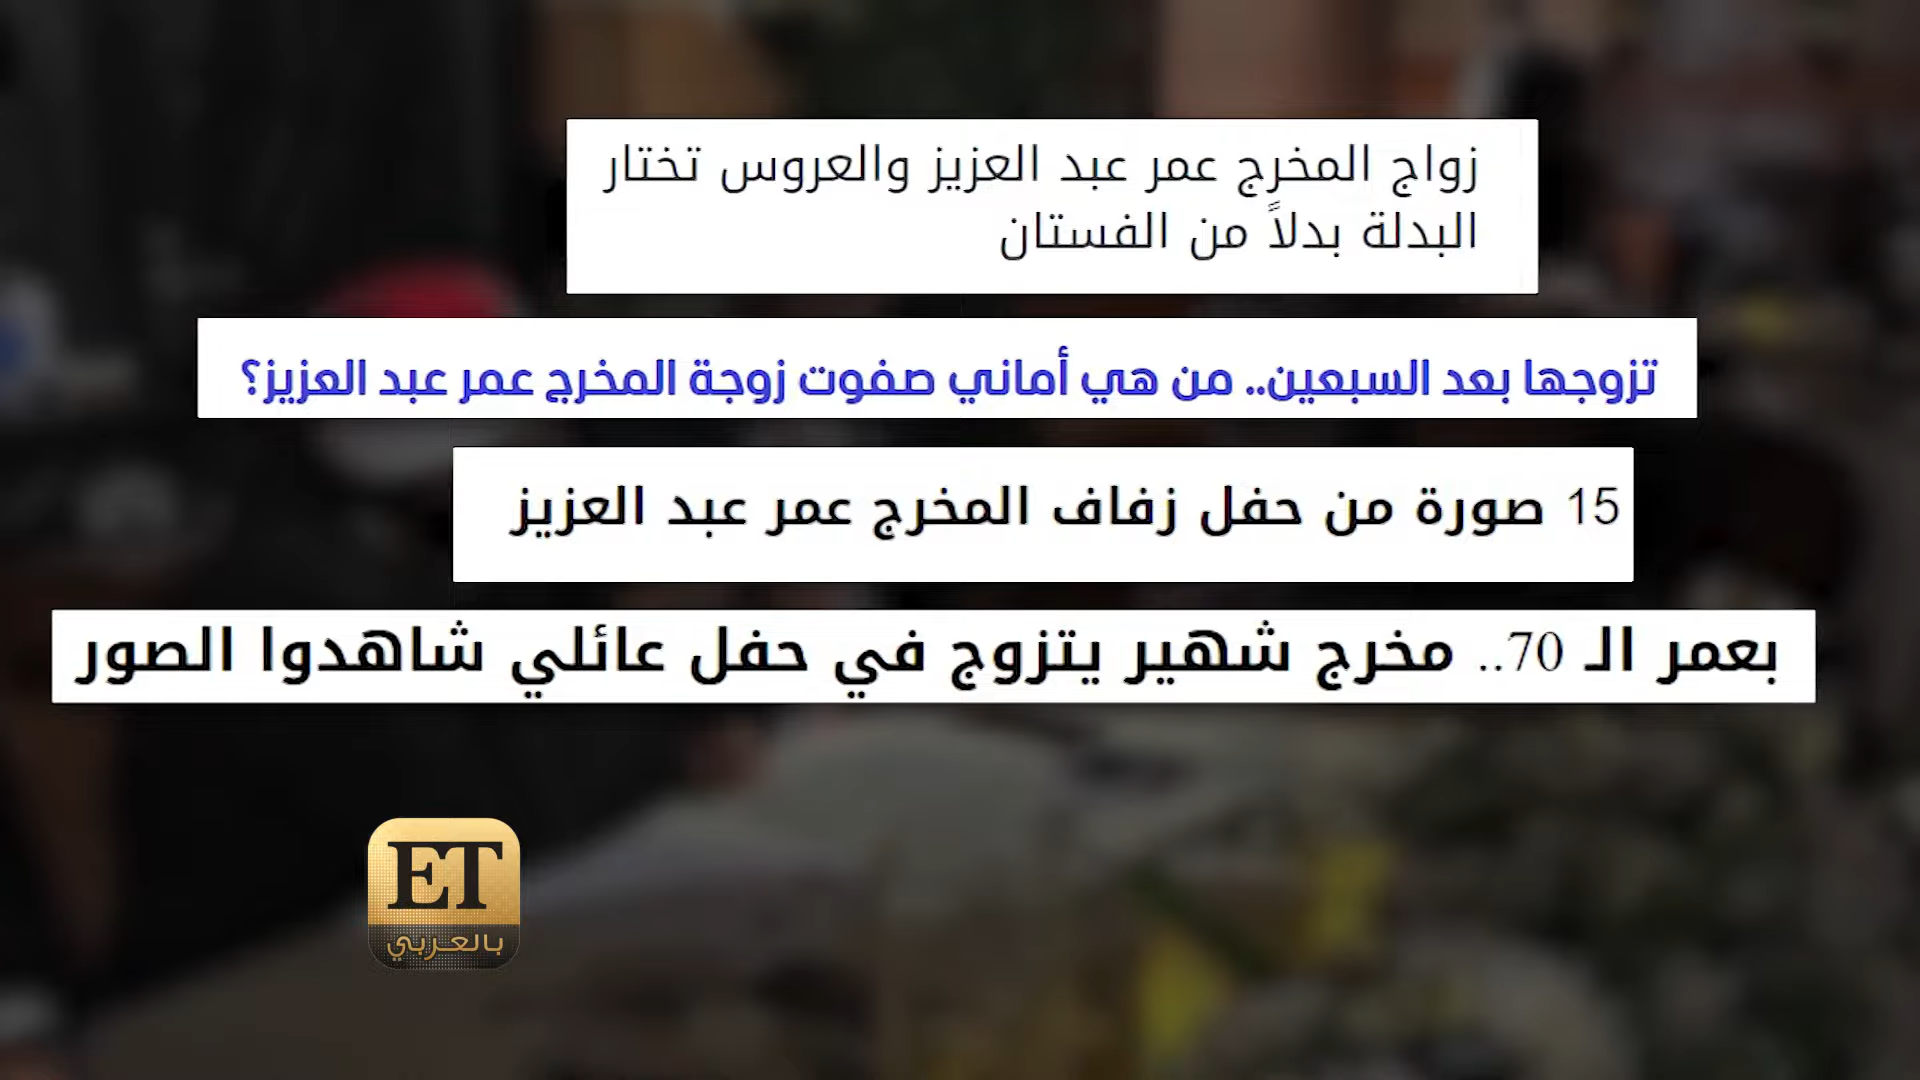 زواج المخرج عمر عبد العزيز والعروس تختار
البدلة بدلاً من الفستان
تزوجها بعد السبعين.. من هي أماني صفوت زوجة المخرج عمر عبد العزيز؟
15 صورة من حفل زفاف المخرج عمر عبد العزيز
بعمر الـ 70.. مخرج شهير يتزوج في حفل عائلي شاهدوا الصور
ET
بالعربي